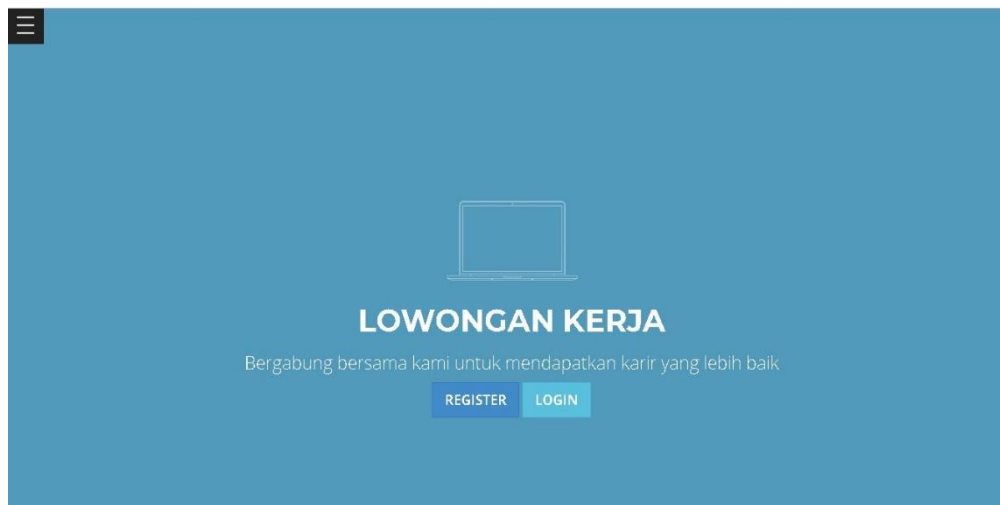 LOWONGAN KERJA
Bergabung bersama kami untuk mendapatkan karir yang lebih baik
REGISTER LOGIN